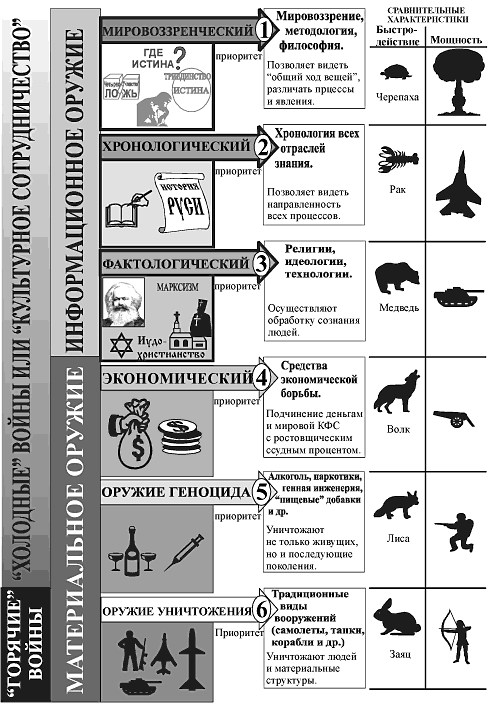 "ГОРЯЧИЕ" ВОЙНЫ
"ХОЛОДНЫЕ" ВОЙНЫ ИЛИ "КУЛЬТУРНОЕ СОТРУДНИЧЕСТВО"
ИНФОРМАЦИОННОЕ ОРУЖИЕ
МАТЕРИАЛЬНОЕ ОРУЖИЕ
СРАВНИТЕЛЬНЫЕ
ХАРАКТЕРИСТИКИ
Быстро-
действие
Мощность
МИРОВОЗЗРЕНЧЕСКИЙ
1
приоритет
ГДЕ
ИСТИНА?
ЛОЖЬ
ТРИЕДИНСТВО
ИСТИНА
Мировоззрение,
методология,
философия.
Позволяет видеть
"общий ход вещей",
различать прцессы
и явления.
Черепаха
ХРОНОЛОГИЧЕСКИЙ
2
приоритет
ИСТОРИЯ
РУСИ
Хронология всех
отраслей
знания.
Позволяет видеть
направленность
всех процессов.
Рак
ФАКТОЛОГИЧЕСКИЙ
3
приоритет
МАРКСИЗМ
Иудо-
христианство
Религии,
идеологии,
технологии.
Осуществляют
обработку сознания
людей.
Медведь
ЭКОНОМИЧЕСКИЙ
4
приоритет
$
$
Средства
экономической
борьбы.
Подчинение деньгам
и мировой КФС
с ростовщическим
ссудным процентом.
Волк
ОРУЖИЕ ГЕНОЦИДА
5
приоритет
Алкоголь, наркотики,
генная инженерия,
"пищевые" добавки
и др.
Уничтожают
не только живущих,
но и последующие
поколения.
Лиса
ОРУЖИЕ УНИЧТОЖЕНИЯ
6
Приоритет
Традиционные
виды
вооружений
(самолеты, танки,
корабли и др.)
Уничтожают людей
и материальные
структуры.
Заяц